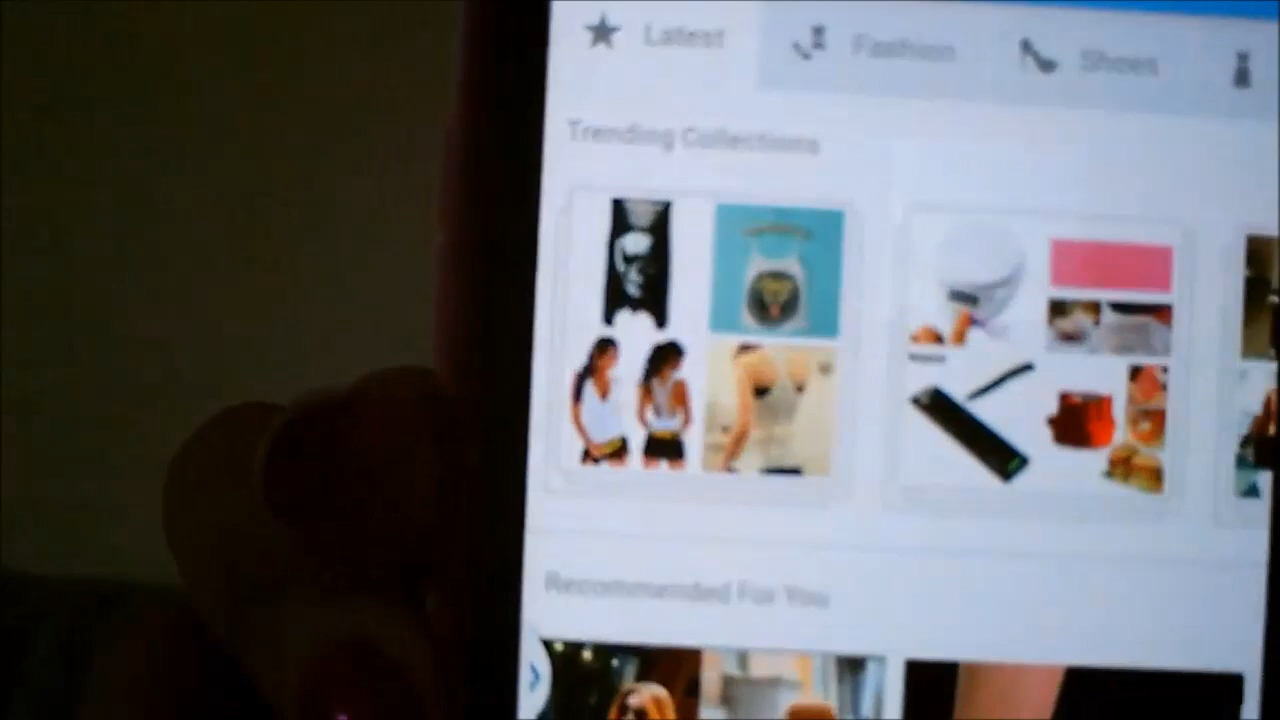 Latest
Fashion
Shoes
Trending Collections
Recommended For You